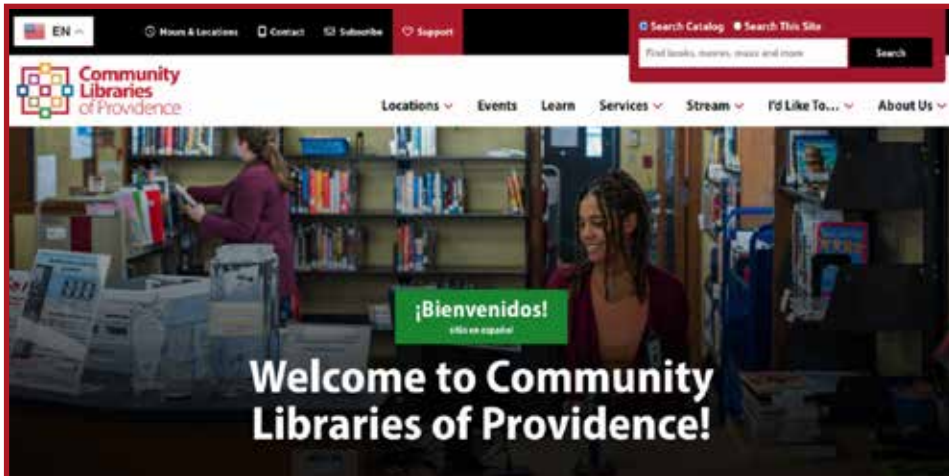 EN
Hours & Locations
Contact
Subscribe
Support
Search Catalog
Search This Site
Find books, movies, music and more
Search
Community
Libraries
of Providence
Locations
Events
Learn
Services
Stream
I'd Like To...
About Us
¡Bienvenidos!
sitio en español
Welcome to Community
Libraries of Providence!